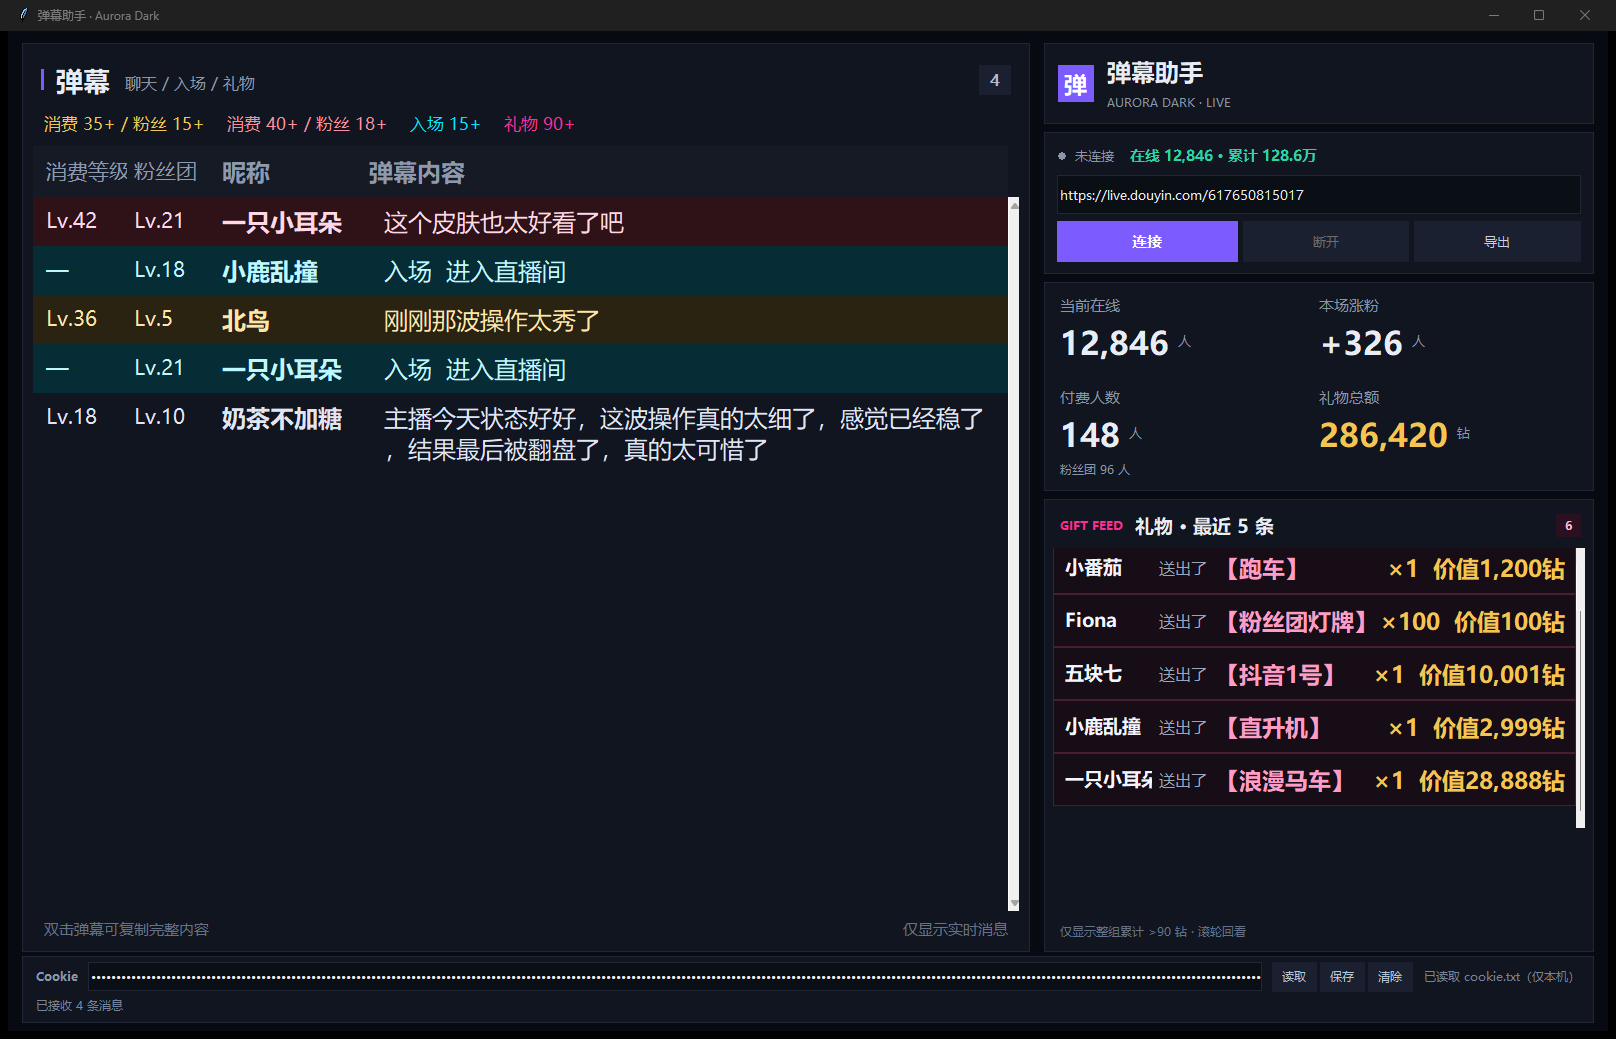 弹幕助手 · Aurora Dark
弹幕 聊天 / 入场 / 礼物 4
消费 35+ / 粉丝 15+ 消费 40+ / 粉丝 18+ 入场 15+ 礼物 90+
消费等级 粉丝团 昵称 弹幕内容
Lv.42 Lv.21 一只小耳朵 这个皮肤也太好看了吧
— Lv.18 小鹿乱撞 入场 进入直播间
Lv.36 Lv.5 北鸟 刚刚那波操作太秀了
— Lv.21 一只小耳朵 入场 进入直播间
Lv.18 Lv.10 奶茶不加糖 主播今天状态好好，这波操作真的太细了，感觉已经稳了
，结果最后被翻盘了，真的太可惜了
双击弹幕可复制完整内容 仅显示实时消息
弹 弹幕助手
AURORA DARK · LIVE
未连接 在线 12,846 • 累计 128.6万
https://live.douyin.com/617650815017
连接 断开 导出
当前在线 本场涨粉
12,846 人 +326 人
付费人数 礼物总额
148 人 286,420 钻
粉丝团 96 人
GIFT FEED 礼物 • 最近 5 条 6
小番茄 送出了 【跑车】 ×1 价值1,200钻
Fiona 送出了 【粉丝团灯牌】 ×100 价值100钻
五块七 送出了 【抖音1号】 ×1 价值10,001钻
小鹿乱撞 送出了 【直升机】 ×1 价值2,999钻
一只小耳朵 送出了 【浪漫马车】 ×1 价值28,888钻
仅显示整组累计 >90 钻 · 滚轮回看
Cookie 读取 保存 清除 已读取 cookie.txt（仅本机）
已接收 4 条消息